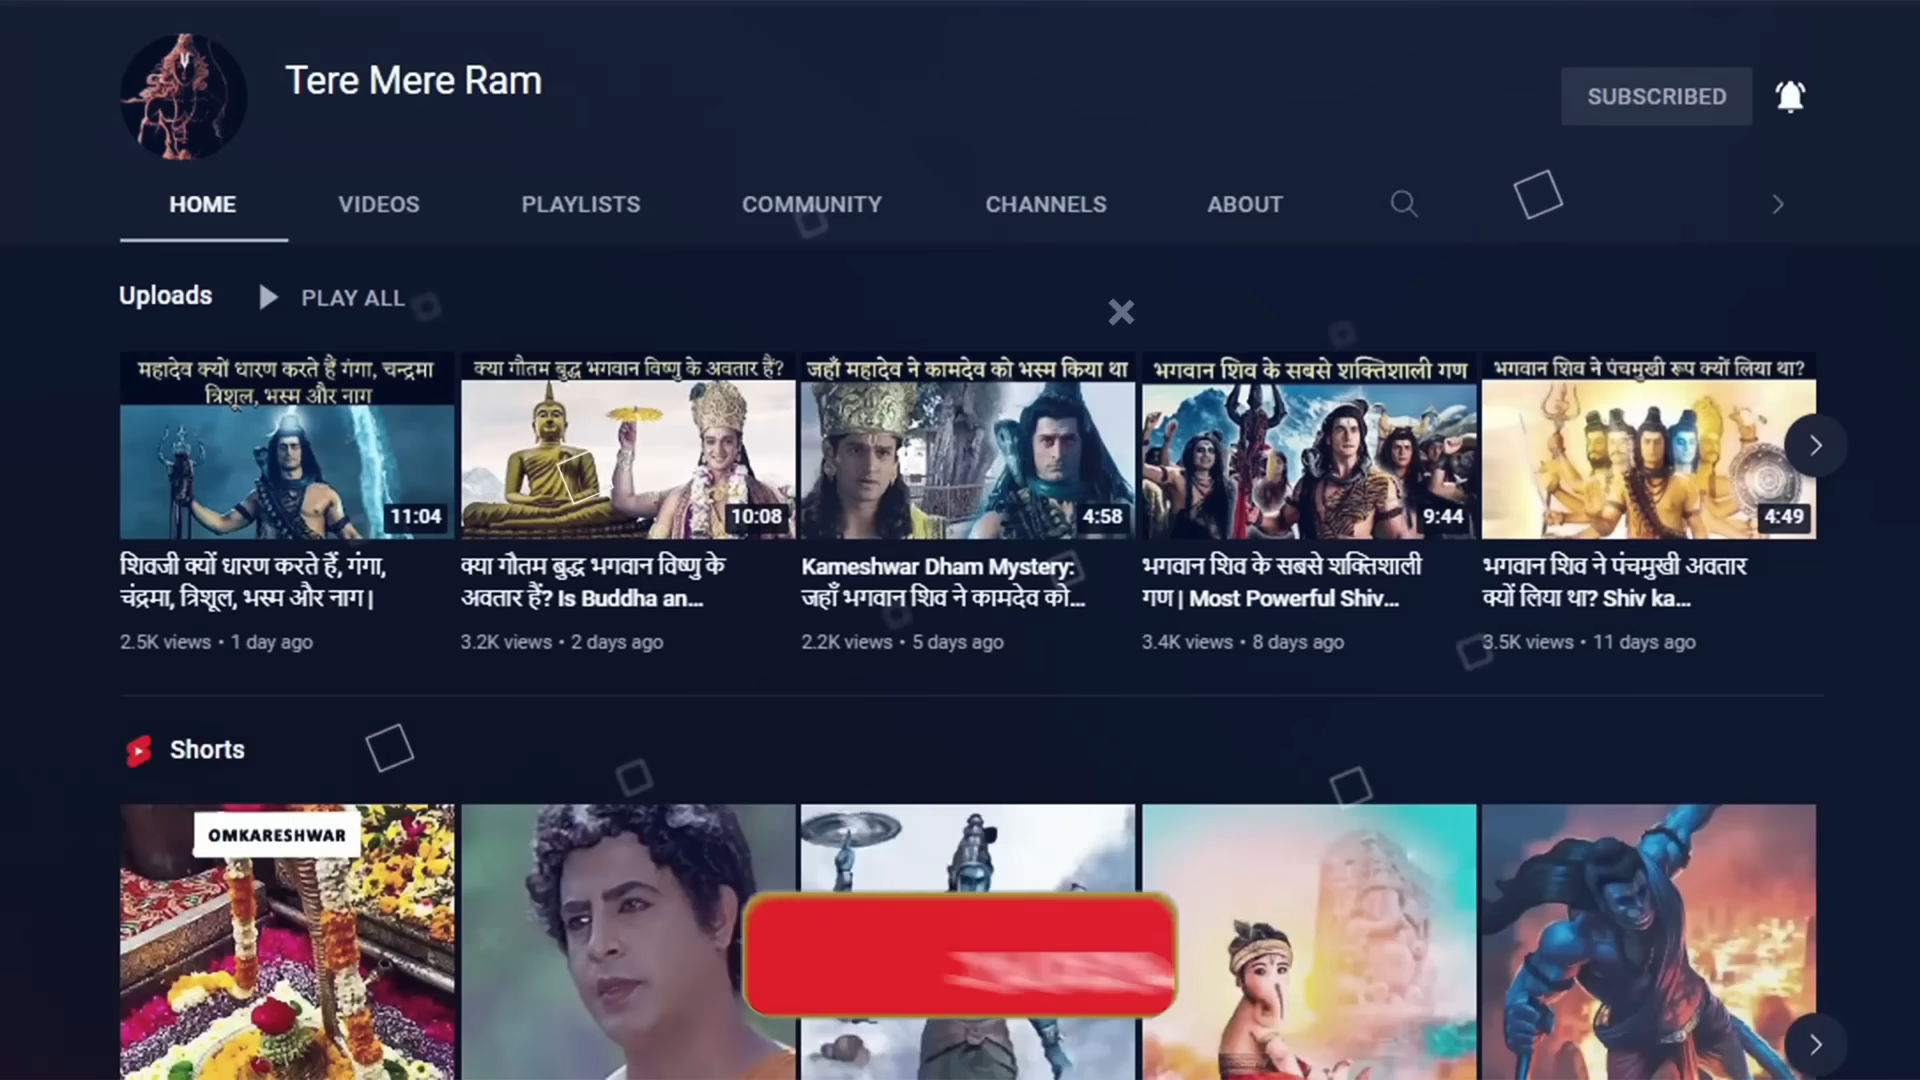 Tere Mere Ram
SUBSCRIBED
HOME VIDEOS PLAYLISTS COMMUNITY CHANNELS ABOUT
Uploads PLAY ALL
महादेव क्यों धारण करते हैं गंगा, चन्द्रमा
त्रिशूल, भस्म और नाग
11:04
शिवजी क्यों धारण करते हैं, गंगा,
चंद्रमा, त्रिशूल, भस्म और नाग |
2.5K views • 1 day ago
क्या गौतम बुद्ध भगवान विष्णु के अवतार हैं?
10:08
क्या गौतम बुद्ध भगवान विष्णु के
अवतार हैं? Is Buddha an...
3.2K views • 2 days ago
जहाँ महादेव ने कामदेव को भस्म किया था
4:58
Kameshwar Dham Mystery:
जहाँ भगवान शिव ने कामदेव को...
2.2K views • 5 days ago
भगवान शिव के सबसे शक्तिशाली गण
9:44
भगवान शिव के सबसे शक्तिशाली
गण | Most Powerful Shiv...
3.4K views • 8 days ago
भगवान शिव ने पंचमुखी रूप क्यों लिया था?
4:49
भगवान शिव ने पंचमुखी अवतार
क्यों लिया था? Shiv ka...
3.5K views • 11 days ago
Shorts
OMKARESHWAR